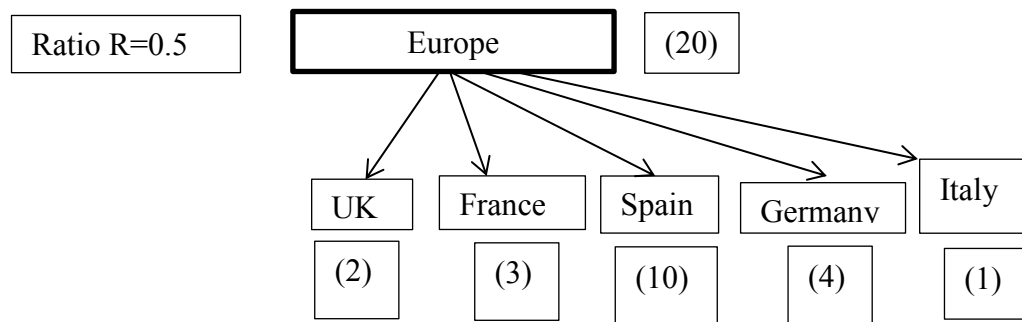 Ratio R=0.5
Europe
(20)
UK
France
Spain
Germany
Italy
(2)
(3)
(10)
(4)
(1)